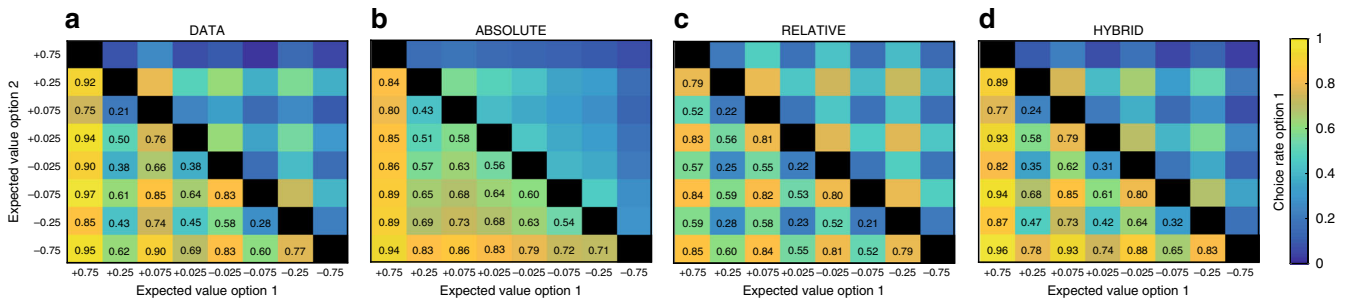 a b c d
DATA ABSOLUTE RELATIVE HYBRID
Expected value option 2
+0.75
+0.25
+0.075
+0.025
−0.025
−0.075
−0.25
−0.75
0.92
0.75 0.21
0.94 0.50 0.76
0.90 0.38 0.66 0.38
0.97 0.61 0.85 0.64 0.83
0.85 0.43 0.74 0.45 0.58 0.28
0.95 0.62 0.90 0.69 0.83 0.60 0.77
+0.75 +0.25 +0.075 +0.025 −0.025 −0.075 −0.25 −0.75
Expected value option 1
0.84
0.80 0.43
0.85 0.51 0.58
0.86 0.57 0.63 0.56
0.89 0.65 0.68 0.64 0.60
0.89 0.69 0.73 0.68 0.63 0.54
0.94 0.83 0.86 0.83 0.79 0.72 0.71
+0.75 +0.25 +0.075 +0.025 −0.025 −0.075 −0.25 −0.75
Expected value option 1
0.79
0.52 0.22
0.83 0.56 0.81
0.57 0.25 0.55 0.22
0.84 0.59 0.82 0.53 0.80
0.59 0.28 0.58 0.23 0.52 0.21
0.85 0.60 0.84 0.55 0.81 0.52 0.79
+0.75 +0.25 +0.075 +0.025 −0.025 −0.075 −0.25 −0.75
Expected value option 1
0.89
0.77 0.24
0.93 0.58 0.79
0.82 0.35 0.62 0.31
0.94 0.68 0.85 0.61 0.80
0.87 0.47 0.73 0.42 0.64 0.32
0.96 0.78 0.93 0.74 0.88 0.65 0.83
+0.75 +0.25 +0.075 +0.025 −0.025 −0.075 −0.25 −0.75
Expected value option 1
Choice rate option 1
1
0.8
0.6
0.4
0.2
0